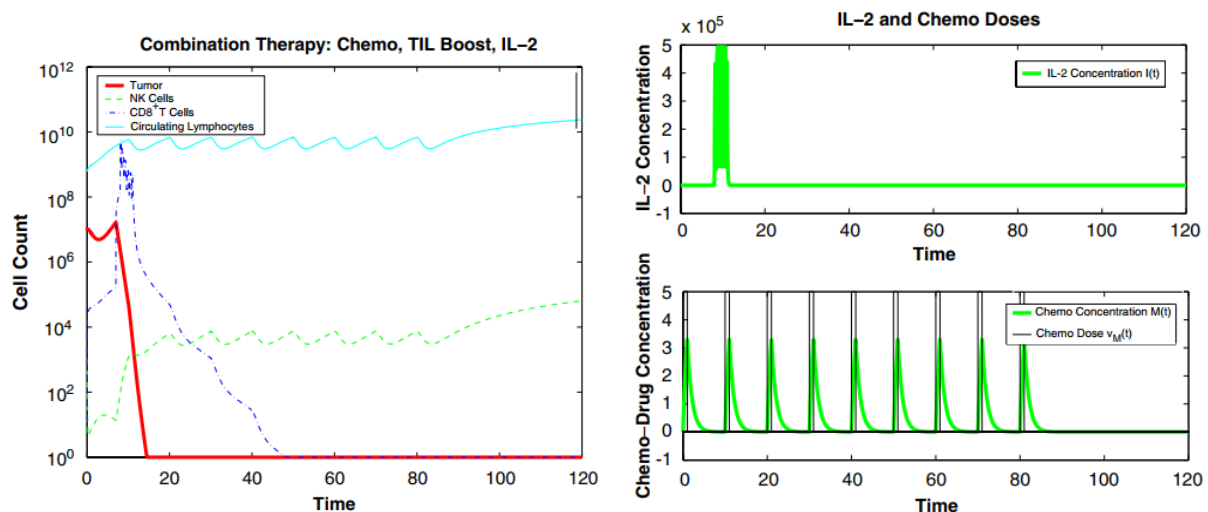 Combination Therapy: Chemo, TIL Boost, IL-2
Cell Count
10^12
10^10
10^8
10^6
10^4
10^2
10^0
Tumor
NK Cells
CD8^+T Cells
Circulating Lymphocytes
0 20 40 60 80 100 120
Time
IL-2 and Chemo Doses
x 10^5
IL-2 Concentration
5
4
3
2
1
0
-1
IL-2 Concentration I(t)
0 20 40 60 80 100 120
Time
Chemo-Drug Concentration
5
4
3
2
1
0
-1
Chemo Concentration M(t)
Chemo Dose v_M(t)
0 20 40 60 80 100 120
Time